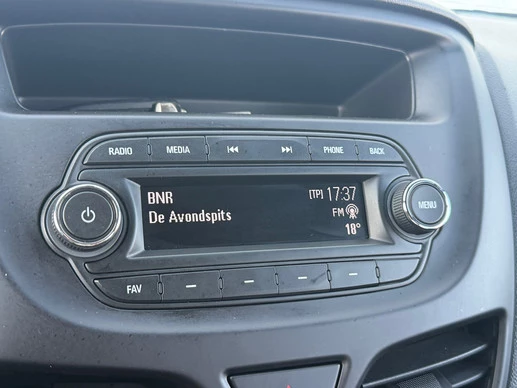 RADIO MEDIA PHONE BACK
BNR [TP] 17:37
De Avondspits FM
18°
MENU
FAV